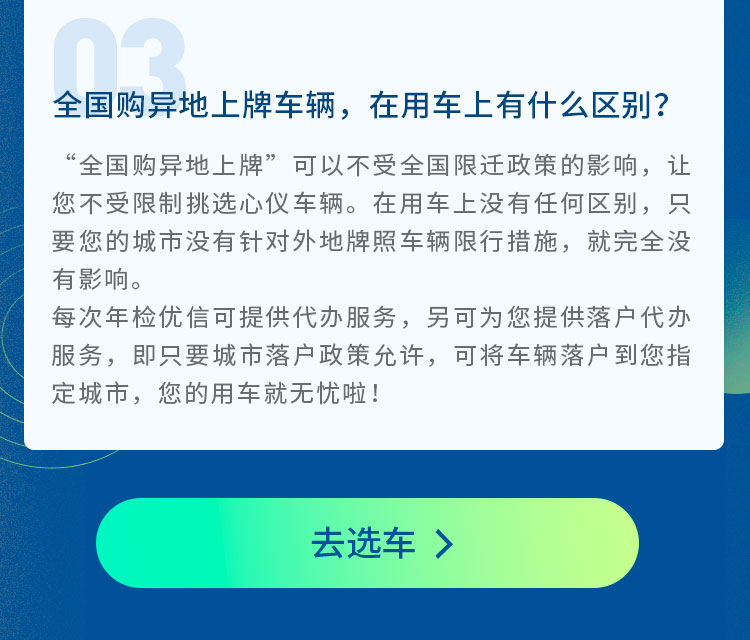 03
全国购异地上牌车辆，在用车上有什么区别？
“全国购异地上牌”可以不受全国限迁政策的影响，让
您不受限制挑选心仪车辆。在用车上没有任何区别，只
要您的城市没有针对外地牌照车辆限行措施，就完全没
有影响。
每次年检优信可提供代办服务，另可为您提供落户代办
服务，即只要城市落户政策允许，可将车辆落户到您指
定城市，您的用车就无忧啦！
去选车